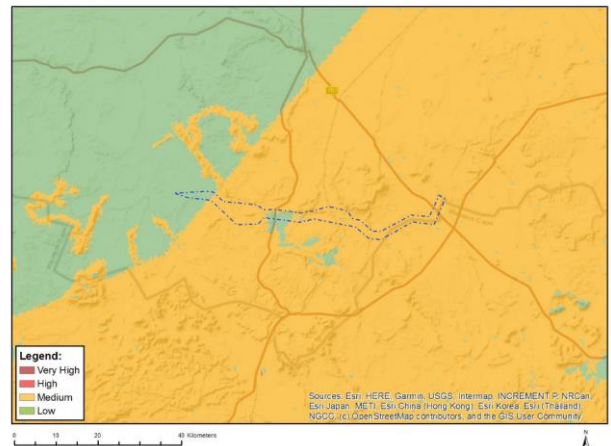 Legend:
Very High
High
Medium
Low
Sources: Esri, HERE, Garmin, USGS, Intermap, INCREMENT P, NRCan,
Esri Japan, METI, Esri China (Hong Kong), Esri Korea, Esri (Thailand),
NGCC, (c) OpenStreetMap contributors, and the GIS User Community
0 5 10 20 40 Kilometers